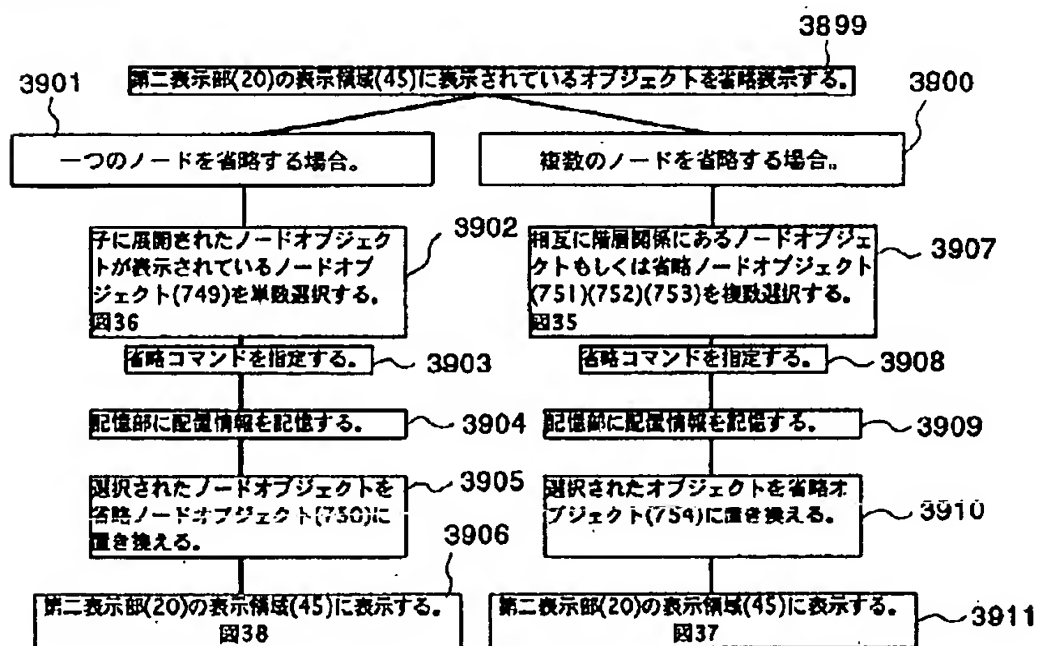 3899
第二表示部(20)の表示領域(45)に表示されているオブジェクトを省略表示する。
3901
3900
一つのノードを省略する場合。
複数のノードを省略する場合。
子に展開されたノードオブジェク
トが表示されているノードオブ
ジェクト(749)を単数選択する。
図36
3902
相互に階層関係にあるノードオブジェ
クトもしくは省略ノードオブジェクト
(751)(752)(753)を複数選択する。
図35
3907
省略コマンドを指定する。
3903
省略コマンドを指定する。
3908
記憶部に配置情報を記憶する。
3904
記憶部に配置情報を記憶する。
3909
選択されたノードオブジェクトを
省略ノードオブジェクト(750)に
置き換える。
3905
選択されたオブジェクトを省略オ
ブジェクト(754)に置き換える。
3910
3906
第二表示部(20)の表示領域(45)に表示する。
図38
第二表示部(20)の表示領域(45)に表示する。
図37
3911